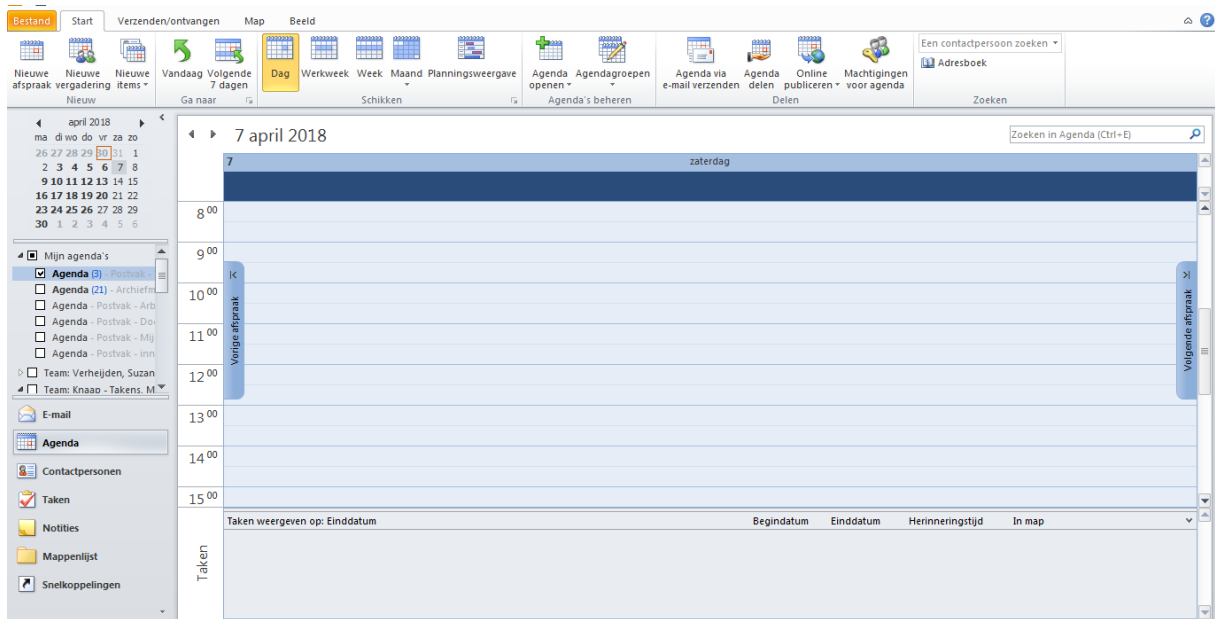 Bestand Start Verzenden/ontvangen Map Beeld
Nieuwe afspraak
Nieuwe vergadering
Nieuwe items
Nieuw
Vandaag
Volgende 7 dagen
Ga naar
Dag
Werkweek
Week
Maand
Planningsweergave
Schikken
Agenda openen
Agendagroepen
Agenda's beheren
Agenda via e-mail verzenden
Agenda delen
Online publiceren
Machtigingen voor agenda
Delen
Een contactpersoon zoeken
Adresboek
Zoeken
april 2018
ma di wo do vr za zo
26 27 28 29 30 31 1
2 3 4 5 6 7 8
9 10 11 12 13 14 15
16 17 18 19 20 21 22
23 24 25 26 27 28 29
30 1 2 3 4 5 6
Mijn agenda's
Agenda (3) - Postvak -
Agenda (21) - Archiefm
Agenda - Postvak - Arb
Agenda - Postvak - Do
Agenda - Postvak - Mij
Agenda - Postvak - inn
Team: Verheijden, Suzan
Team: Knaap - Takens. M
E-mail
Agenda
Contactpersonen
Taken
Notities
Mappenlijst
Snelkoppelingen
7 april 2018
Zoeken in Agenda (Ctrl+E)
7 zaterdag
8 00
9 00
10 00
11 00
12 00
13 00
14 00
15 00
Vorige afspraak
Volgende afspraak
Taken
Taken weergeven op: Einddatum Begindatum Einddatum Herinneringstijd In map